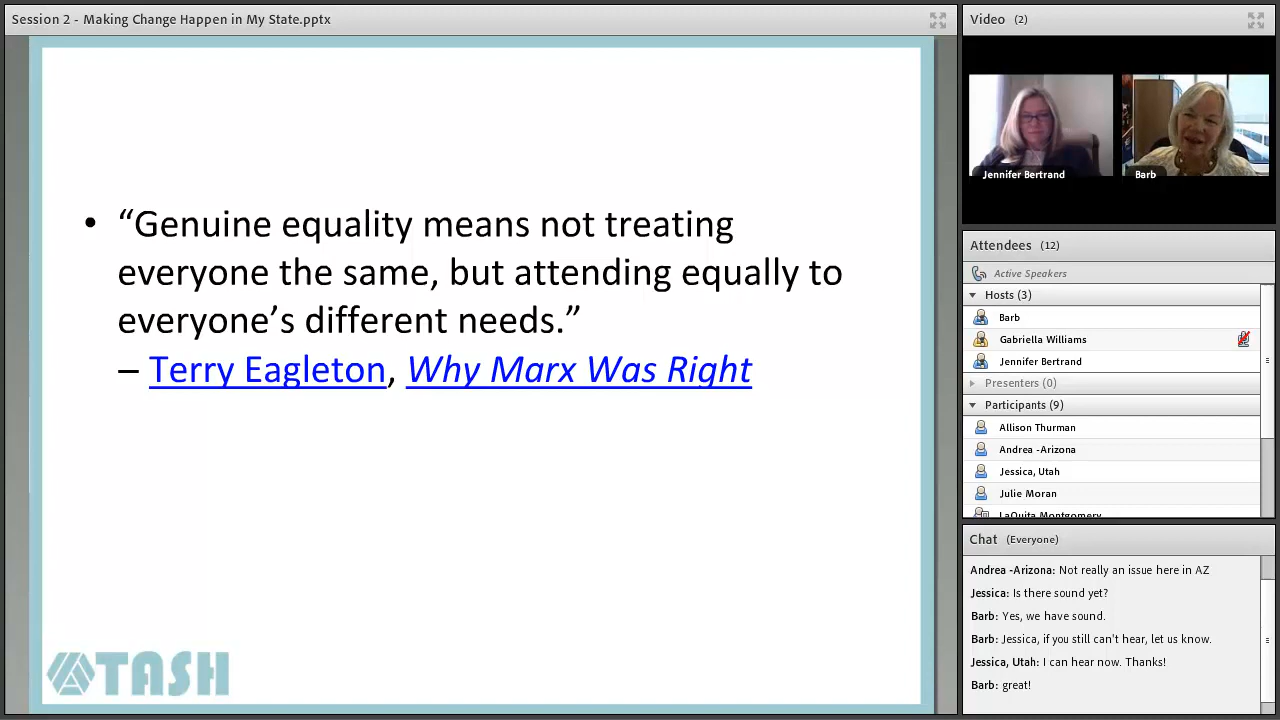 Session 2 - Making Change Happen in My State.pptx
• “Genuine equality means not treating
everyone the same, but attending equally to
everyone’s different needs.”
– Terry Eagleton, Why Marx Was Right
TASH
Video (2)
Jennifer Bertrand
Barb
Attendees (12)
Active Speakers
Hosts (3)
Barb
Gabriella Williams
Jennifer Bertrand
Presenters (0)
Participants (9)
Allison Thurman
Andrea -Arizona
Jessica, Utah
Julie Moran
LaQuita Montgomery
Chat (Everyone)
Andrea -Arizona: Not really an issue here in AZ
Jessica: Is there sound yet?
Barb: Yes, we have sound.
Barb: Jessica, if you still can't hear, let us know.
Jessica, Utah: I can hear now. Thanks!
Barb: great!